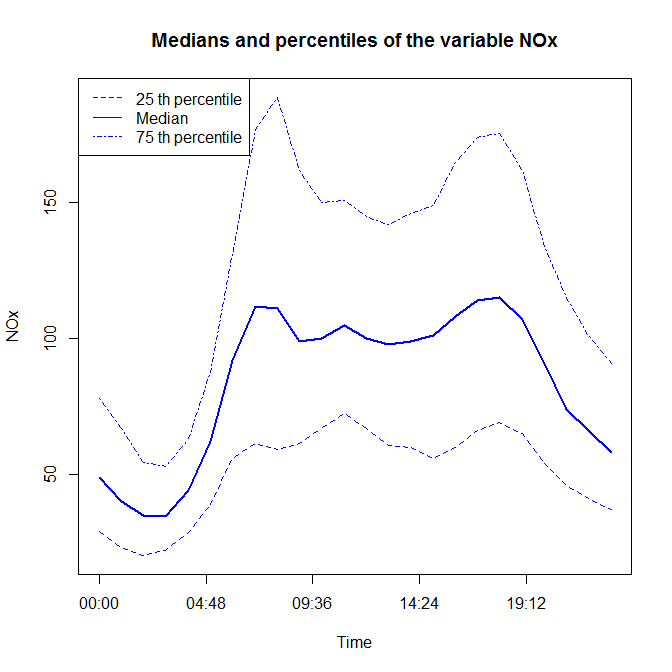 Medians and percentiles of the variable NOx
25 th percentile
Median
75 th percentile
150
100
50
NOx
00:00 04:48 09:36 14:24 19:12
Time